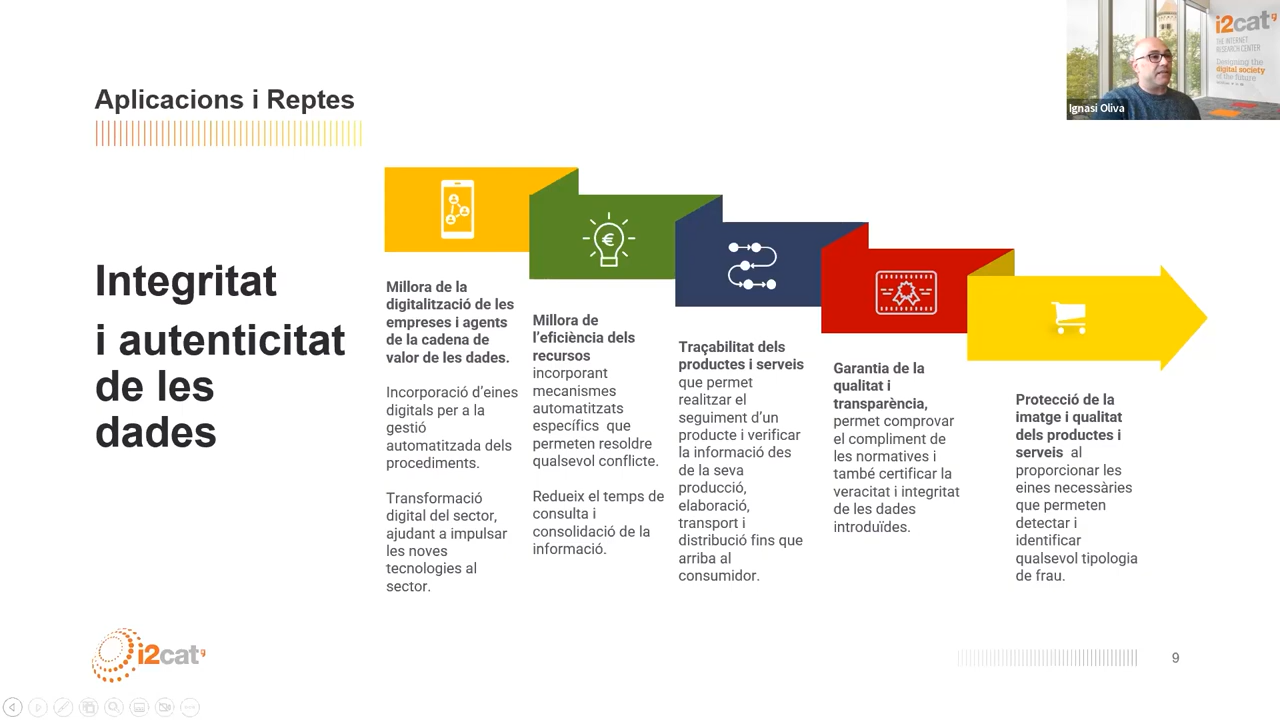 Aplicacions i Reptes
i2cat
THE INTERNET
RESEARCH CENTER
Designing the
digital society
of the future
Ignasi Oliva
Integritat
i autenticitat
de les
dades
€
Millora de la
digitalització de les
empreses i agents
de la cadena de
valor de les dades.
Incorporació d’eines
digitals per a la
gestió
automatitzada dels
procediments.
Transformació
digital del sector,
ajudant a impulsar
les noves
tecnologies al
sector.
Millora de
l’eficiència dels
recursos
incorporant
mecanismes
automatitzats
específics que
permeten resoldre
qualsevol conflicte.
Redueix el temps de
consulta i
consolidació de la
informació.
Traçabilitat dels
productes i serveis
que permet
realitzar el
seguiment d’un
producte i verificar
la informació des
de la seva
producció,
elaboració,
transport i
distribució fins que
arriba al
consumidor.
Garantia de la
qualitat i
transparència,
permet comprovar
el compliment de
les normatives i
també certificar la
veracitat i integritat
de les dades
introduïdes.
Protecció de la
imatge i qualitat
dels productes i
serveis al
proporcionar les
eines necessàries
que permeten
detectar i
identificar
qualsevol tipologia
de frau.
i2cat
9